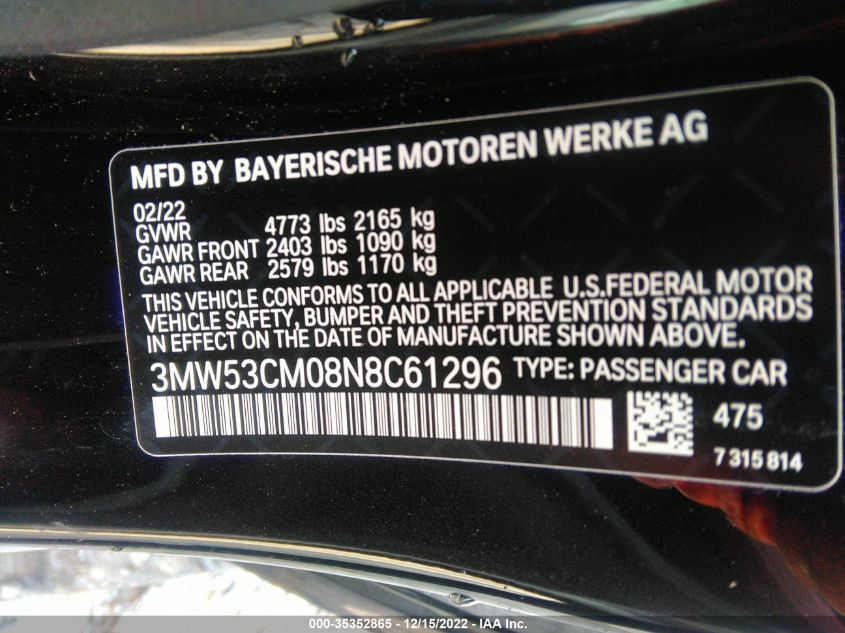 MFD BY BAYERISCHE MOTOREN WERKE AG
02/22
GVWR 4773 lbs 2165 kg
GAWR FRONT 2403 lbs 1090 kg
GAWR REAR 2579 lbs 1170 kg
THIS VEHICLE CONFORMS TO ALL APPLICABLE U.S.FEDERAL MOTOR
VEHICLE SAFETY, BUMPER AND THEFT PREVENTION STANDARDS
IN EFFECT ON THE DATE OF MANUFACTURE SHOWN ABOVE.
3MW53CM08N8C61296 TYPE: PASSENGER CAR
475
7 315 814
000-35352865 - 12/15/2022 - IAA Inc.